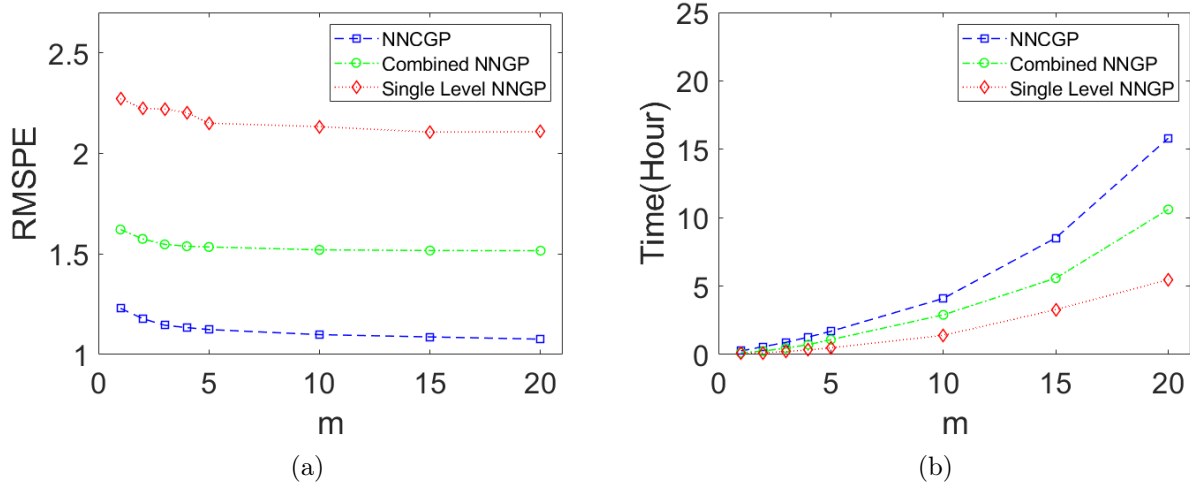 NNCGP
Combined NNGP
Single Level NNGP
RMSPE
2.5
2
1.5
1
0
5
10
15
20
m
(a)
NNCGP
Combined NNGP
Single Level NNGP
Time(Hour)
25
20
15
10
5
0
0
5
10
15
20
m
(b)